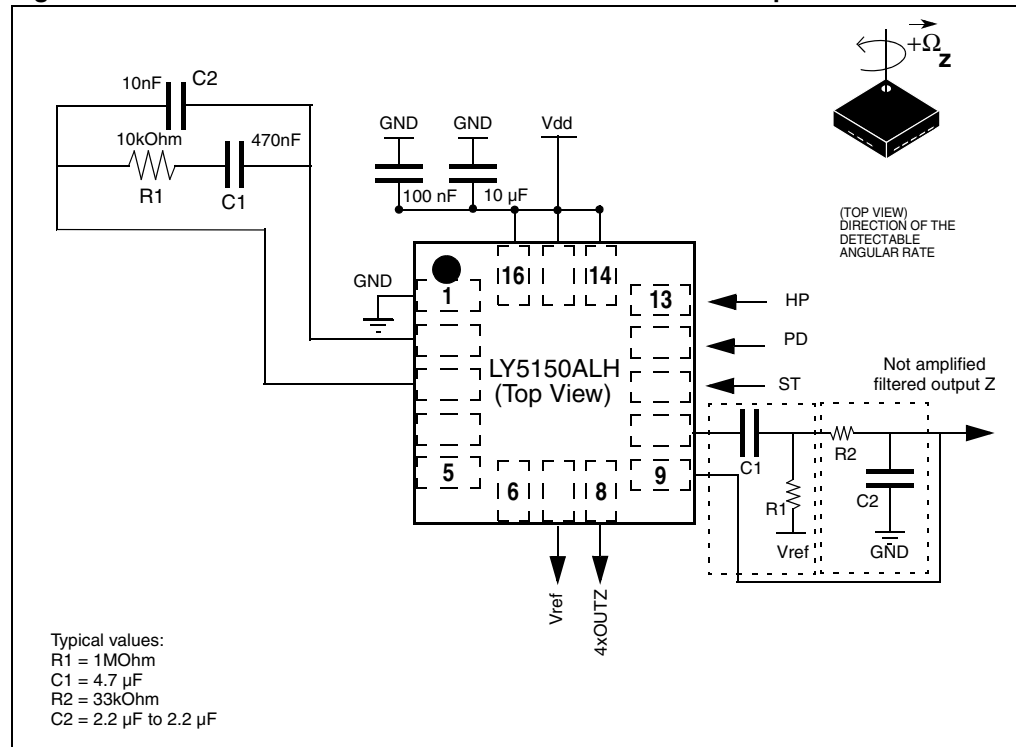 10nF C2
10kOhm 470nF
R1 C1
GND GND Vdd
100 nF 10 µF
+Ω
Z
(TOP VIEW)
DIRECTION OF THE
DETECTABLE
ANGULAR RATE
GND
16 14
1 13
HP
PD
ST
LY5150ALH
(Top View)
Not amplified
filtered output Z
5 6 8 9
C1 R2
R1 C2
Vref GND
Vref
4xOUTZ
Typical values:
R1 = 1MOhm
C1 = 4.7 µF
R2 = 33kOhm
C2 = 2.2 µF to 2.2 µF